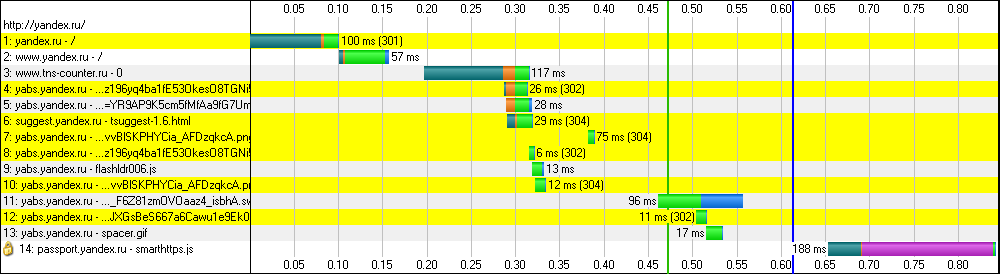 0.05 0.10 0.15 0.20 0.25 0.30 0.35 0.40 0.45 0.50 0.55 0.60 0.65 0.70 0.75 0.80
http://yandex.ru/
1: yandex.ru - / 100 ms (301)
2: www.yandex.ru - / 57 ms
3: www.tns-counter.ru - 0 117 ms
4: yabs.yandex.ru - ...z196yq4ba1fE53OkesO8TGNi 26 ms (302)
5: yabs.yandex.ru - ...=YR9AP9K5cm5fMfAa9fG7Um 28 ms
6: suggest.yandex.ru - tsuggest-1.6.html 29 ms (304)
7: yabs.yandex.ru - ...vvBISKPHYCia_AFDzqkcA.pn 75 ms (304)
8: yabs.yandex.ru - ...z196yq4ba1fE53OkesO8TGNi 6 ms (302)
9: yabs.yandex.ru - flashldr006.js 13 ms
10: yabs.yandex.ru - ...vvBISKPHYCia_AFDzqkcA.pn 12 ms (304)
11: yabs.yandex.ru - ..._F6Z81zmOVOaaz4_isbhA.sw 96 ms
12: yabs.yandex.ru - ...JXGsBeS667a6Cawu1e9Ek0 11 ms (302)
13: yabs.yandex.ru - spacer.gif 17 ms
14: passport.yandex.ru - smarthttps.js 188 ms
0.05 0.10 0.15 0.20 0.25 0.30 0.35 0.40 0.45 0.50 0.55 0.60 0.65 0.70 0.75 0.80